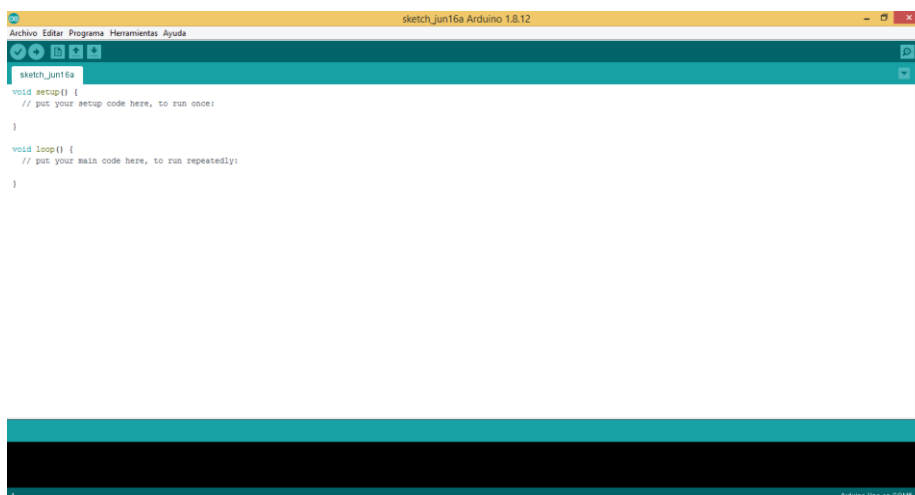 sketch_jun16a Arduino 1.8.12
Archivo Editar Programa Herramientas Ayuda
sketch_jun16a
void setup() {
// put your setup code here, to run once:
}
void loop() {
// put your main code here, to run repeatedly:
}